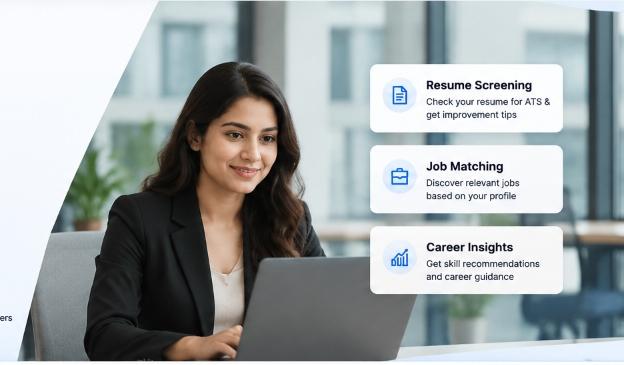 Resume Screening
Check your resume for ATS &
get improvement tips
Job Matching
Discover relevant jobs
based on your profile
Career Insights
Get skill recommendations
and career guidance
ers